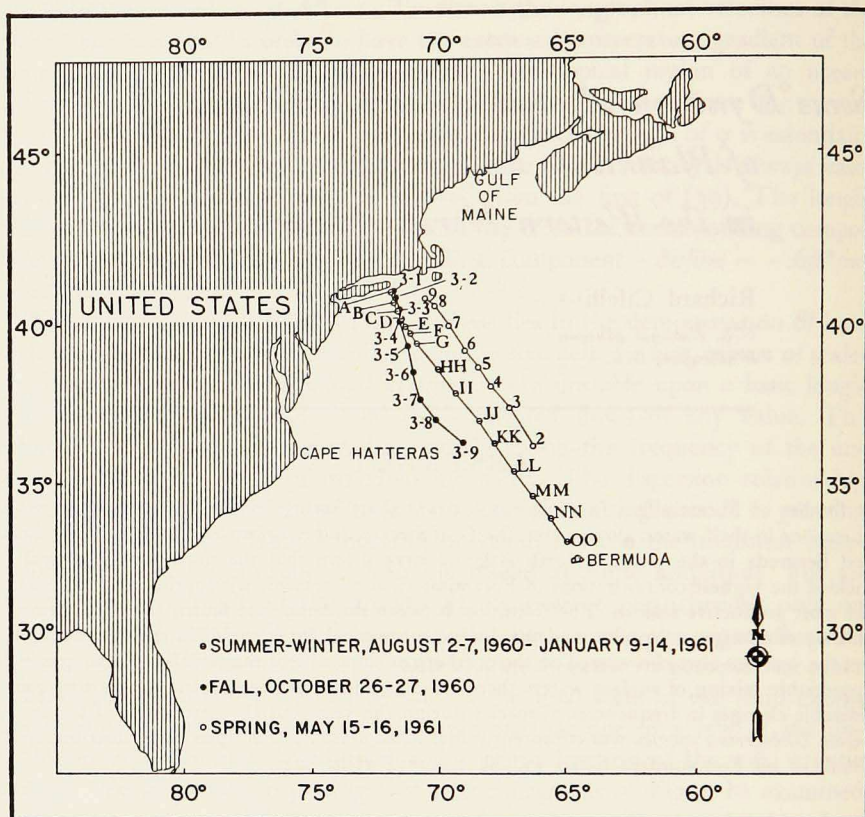 80° 75° 70° 65° 60°
45° 45°
GULF
OF
MAINE
3-1 3-2
UNITED STATES
A B C D E F G
9 8
3-3
40° 40°
7
3-4
3-5
6
HH
5
3-6
II
4
3-7
3
JJ
3-8
KK
2
CAPE HATTERAS 3-9
LL
35° 35°
MM
NN
OO
BERMUDA
30° 30°
N
SUMMER-WINTER, AUGUST 2-7, 1960- JANUARY 9-14, 1961
FALL, OCTOBER 26-27, 1960
SPRING, MAY 15-16, 1961
80° 75° 70° 65° 60°